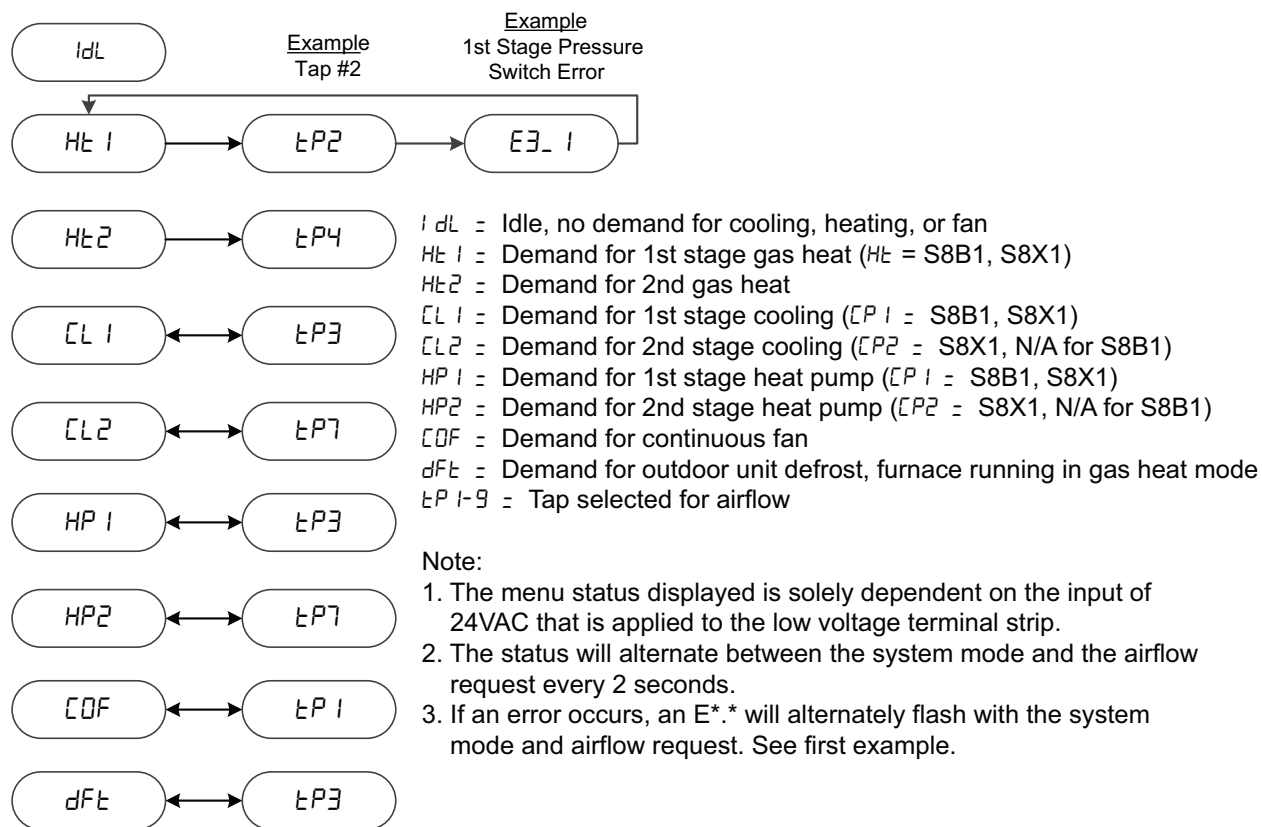 IdL
Example
Tap #2
Example
1st Stage Pressure
Switch Error
Ht 1
tP2
E3_ 1
Ht2
tP4
CL 1
tP3
CL2
tP7
HP 1
tP3
HP2
tP7
COF
tP 1
dFt
tP3
IdL = Idle, no demand for cooling, heating, or fan
Ht 1 = Demand for 1st stage gas heat (Ht = S8B1, S8X1)
Ht2 = Demand for 2nd gas heat
CL 1 = Demand for 1st stage cooling (CP 1 = S8B1, S8X1)
CL2 = Demand for 2nd stage cooling (CP2 = S8X1, N/A for S8B1)
HP 1 = Demand for 1st stage heat pump (CP 1 = S8B1, S8X1)
HP2 = Demand for 2nd stage heat pump (CP2 = S8X1, N/A for S8B1)
COF = Demand for continuous fan
dFt = Demand for outdoor unit defrost, furnace running in gas heat mode
tP 1-9 = Tap selected for airflow
Note:
1. The menu status displayed is solely dependent on the input of
24VAC that is applied to the low voltage terminal strip.
2. The status will alternate between the system mode and the airflow
request every 2 seconds.
3. If an error occurs, an E*.* will alternately flash with the system
mode and airflow request. See first example.